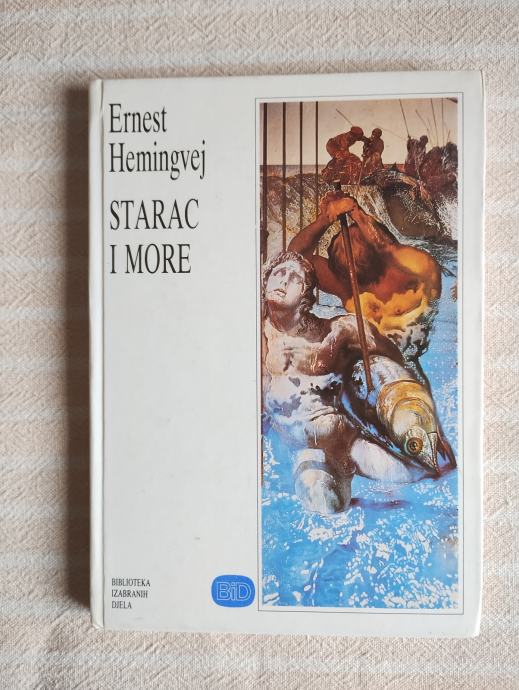 Ernest
Hemingvej
STARAC
I MORE
BIBLIOTEKA
IZABRANIH
DJELA
BiD